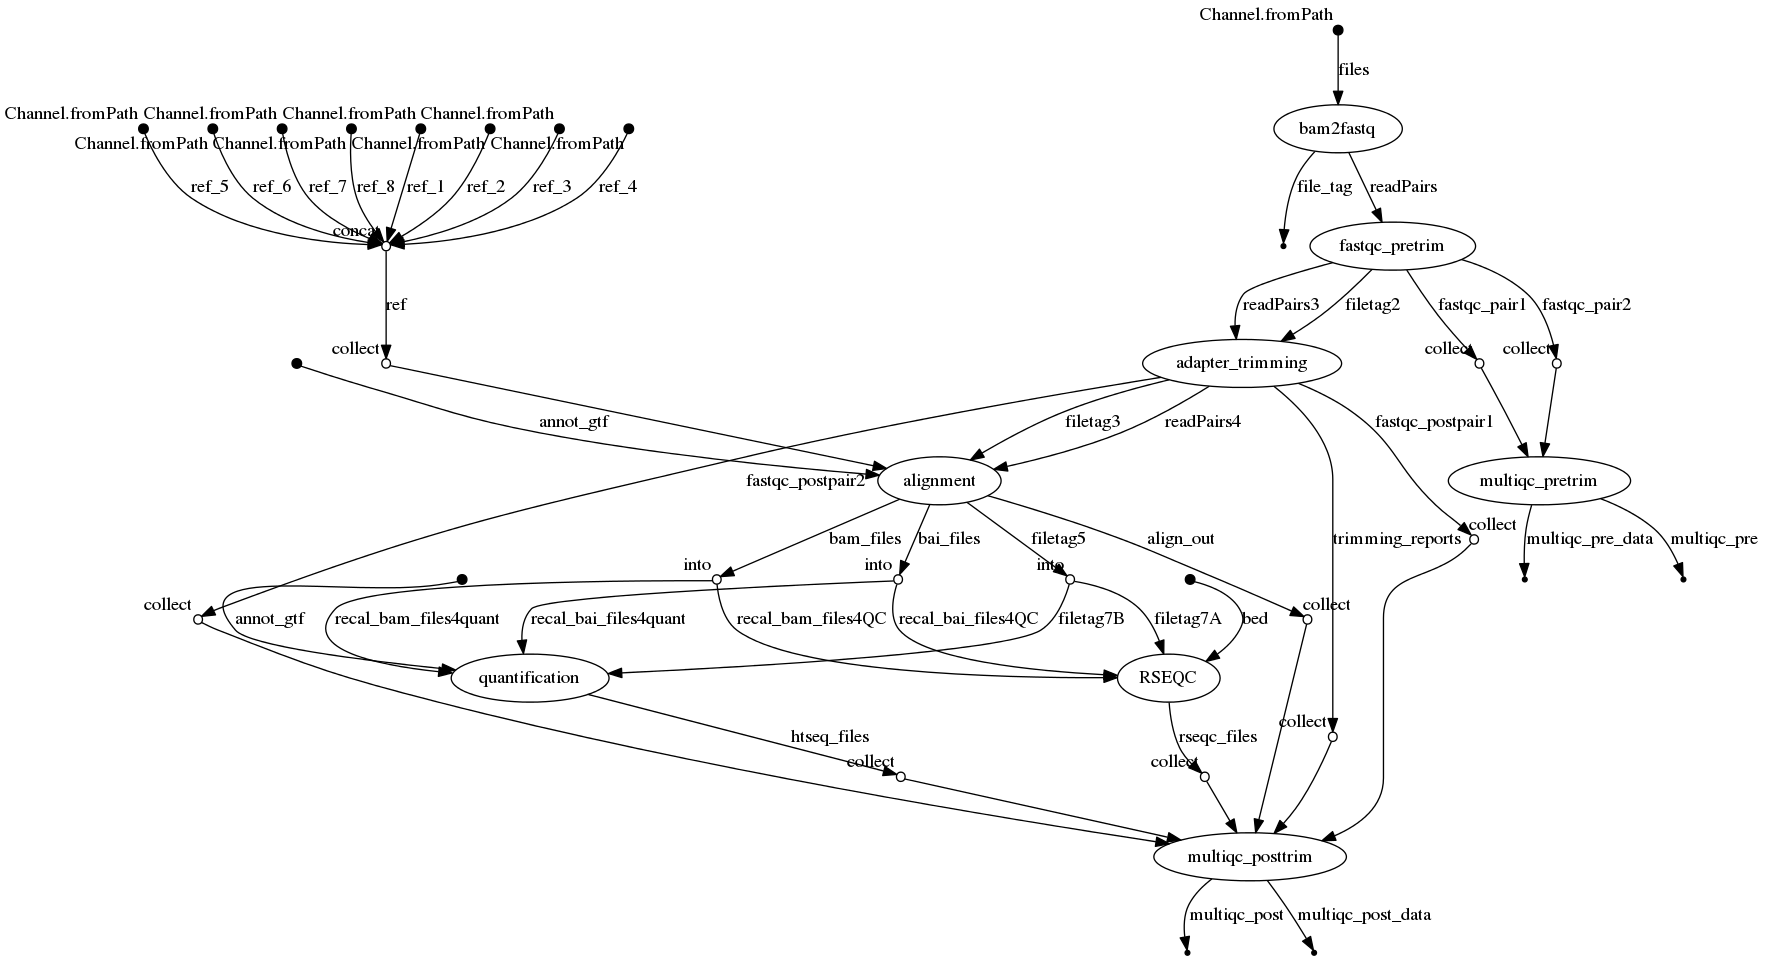 Channel.fromPath
files
bam2fastq
Channel.fromPath Channel.fromPath Channel.fromPath Channel.fromPath
Channel.fromPath Channel.fromPath Channel.fromPath Channel.fromPath
ref_5 ref_6 ref_7 ref_8 ref_1 ref_2 ref_3 ref_4
file_tag readPairs
concat
fastqc_pretrim
ref
readPairs3 filetag2 fastqc_pair1 fastqc_pair2
collect
collect collect
adapter_trimming
annot_gtf filetag3 readPairs4 fastqc_postpair1
fastqc_postpair2
alignment
multiqc_pretrim
collect
bam_files bai_files filetag5 align_out trimming_reports multiqc_pre_data multiqc_pre
into into into
collect
collect
annot_gtf recal_bam_files4quant recal_bai_files4quant recal_bam_files4QC recal_bai_files4QC filetag7B filetag7A bed
quantification RSEQC
collect
htseq_files rseqc_files
collect collect
multiqc_posttrim
multiqc_post multiqc_post_data